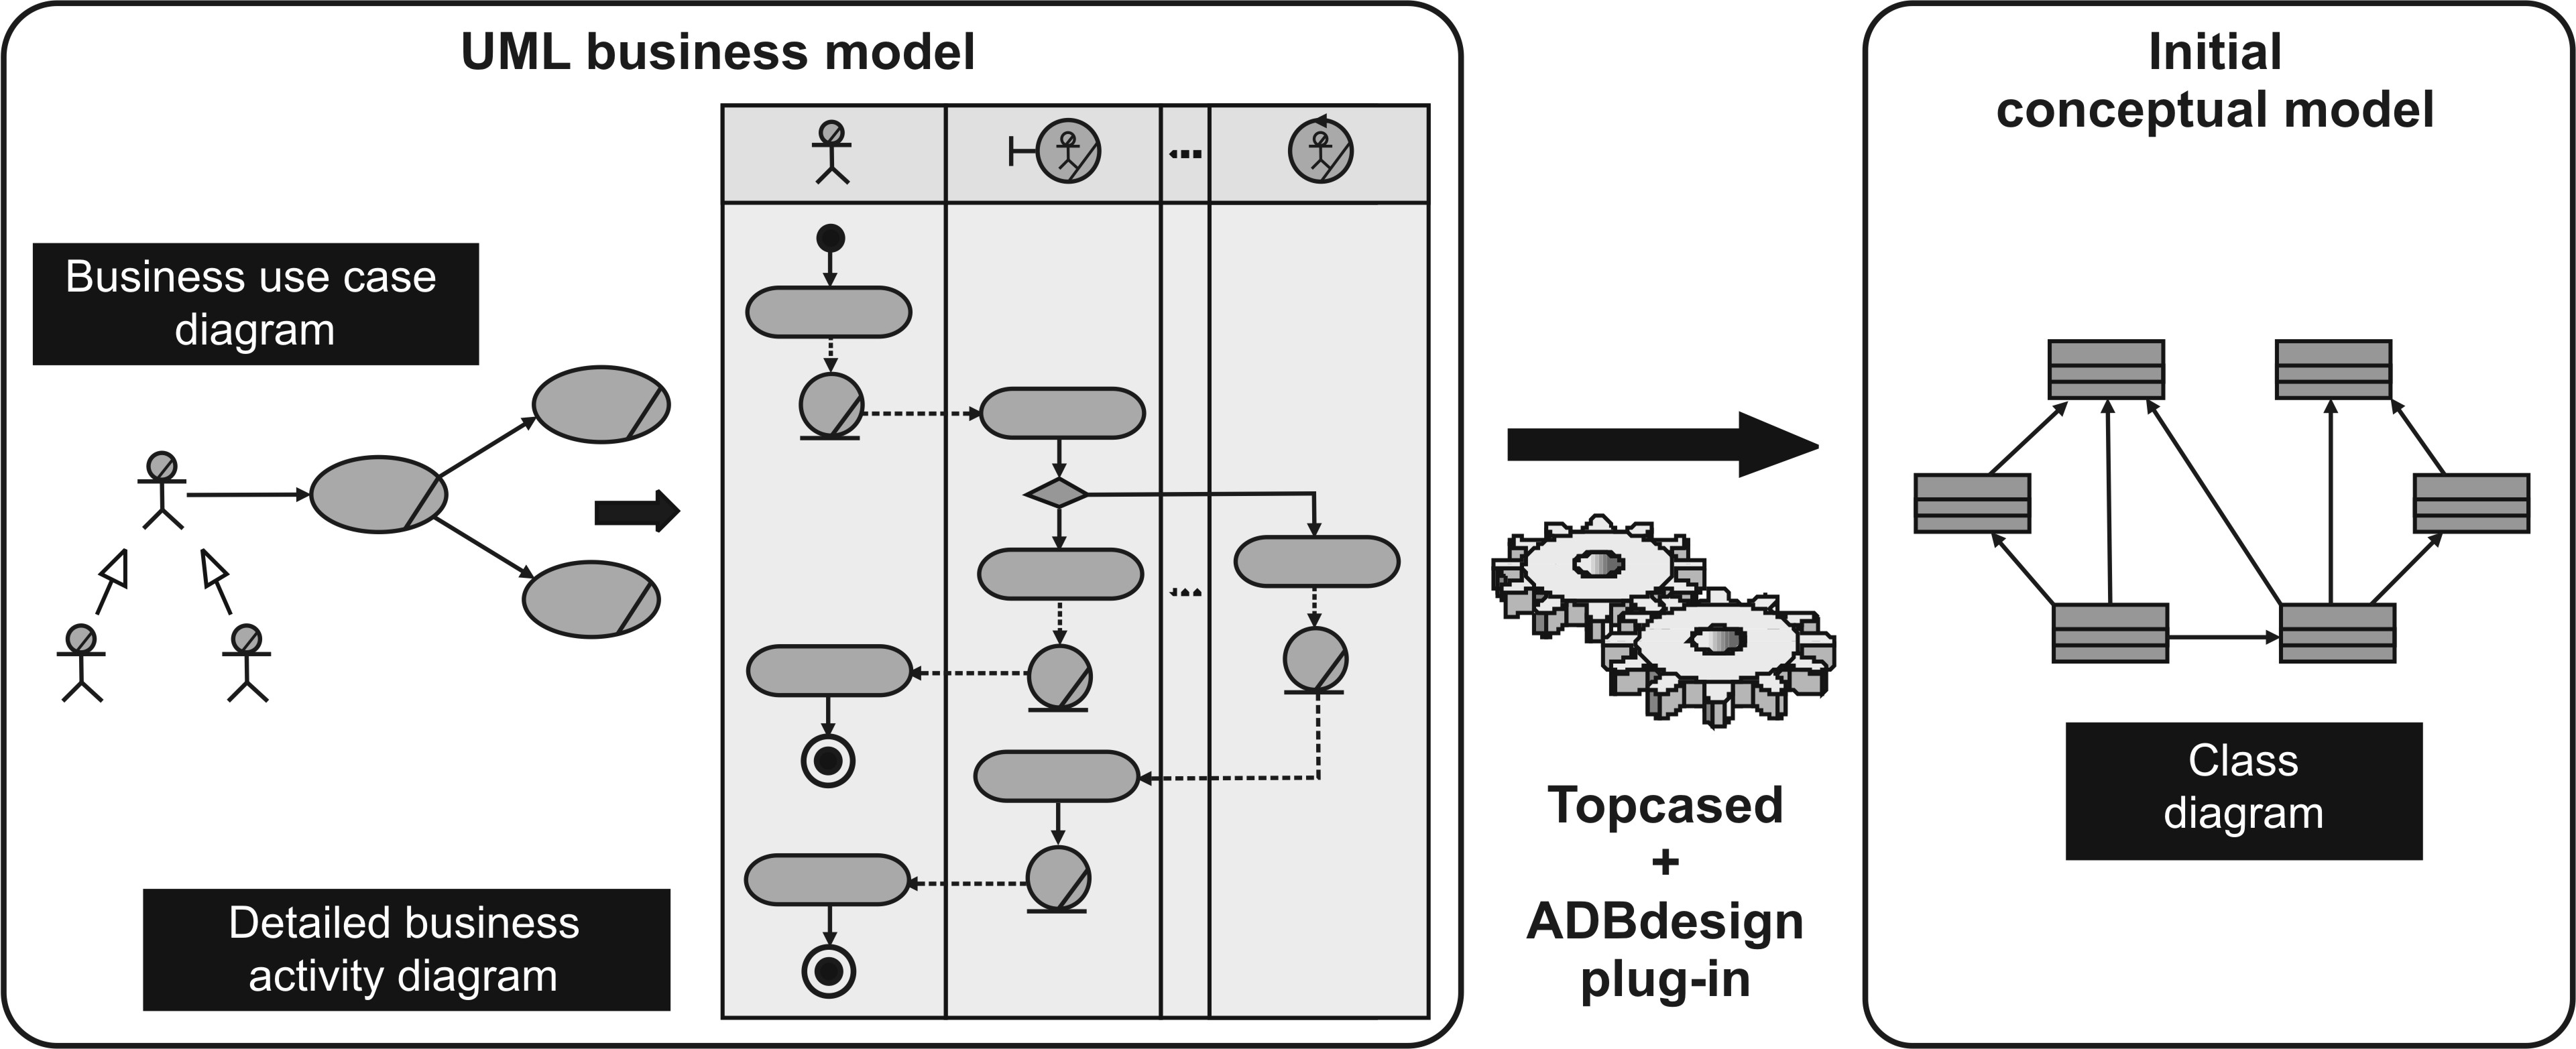 UML business model
Business use case
diagram
Detailed business
activity diagram
Topcased
+
ADBdesign
plug-in
Initial
conceptual model
Class
diagram